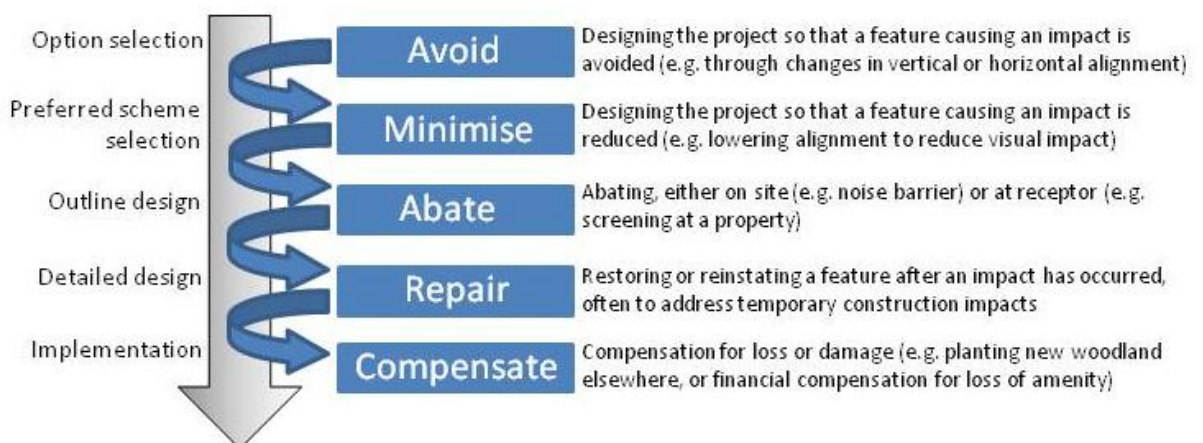 Option selection
Avoid
Designing the project so that a feature causing an impact is
avoided (e.g. through changes in vertical or horizontal alignment)
Preferred scheme
selection
Minimise
Designing the project so that a feature causing an impact is
reduced (e.g. lowering alignment to reduce visual impact)
Outline design
Abate
Abating, either on site (e.g. noise barrier) or at receptor (e.g.
screening at a property)
Detailed design
Repair
Restoring or reinstating a feature after an impact has occurred,
often to address temporary construction impacts
Implementation
Compensate
Compensation for loss or damage (e.g. planting new woodland
elsewhere, or financial compensation for loss of amenity)